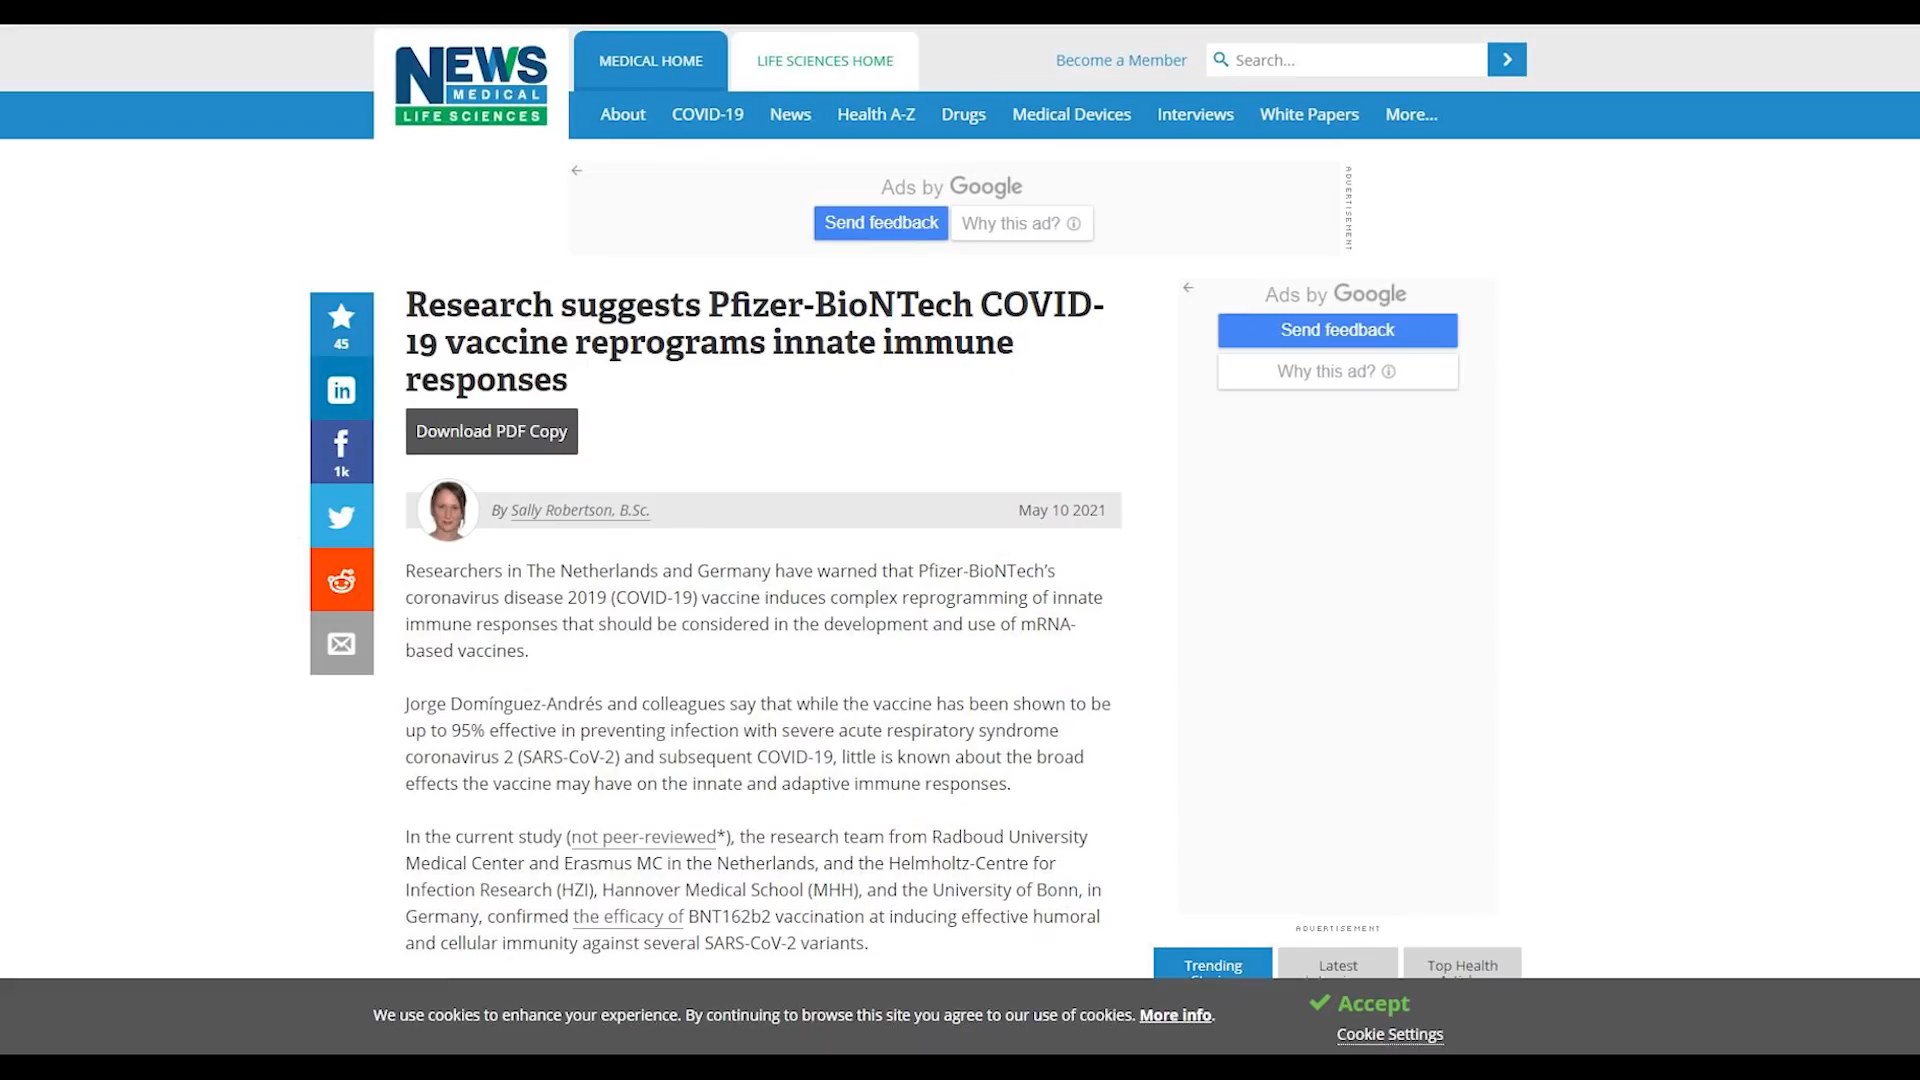 NEWS
MEDICAL
LIFE SCIENCES
MEDICAL HOME
LIFE SCIENCES HOME
Become a Member
Search...
About COVID-19 News Health A-Z Drugs Medical Devices Interviews White Papers More...
Ads by Google
Send feedback Why this ad?
ADVERTISEMENT
Research suggests Pfizer-BioNTech COVID-
19 vaccine reprograms innate immune
responses
Download PDF Copy
45
in
f
1k
By Sally Robertson, B.Sc. May 10 2021
Researchers in The Netherlands and Germany have warned that Pfizer-BioNTech's
coronavirus disease 2019 (COVID-19) vaccine induces complex reprogramming of innate
immune responses that should be considered in the development and use of mRNA-
based vaccines.
Jorge Domínguez-Andrés and colleagues say that while the vaccine has been shown to be
up to 95% effective in preventing infection with severe acute respiratory syndrome
coronavirus 2 (SARS-CoV-2) and subsequent COVID-19, little is known about the broad
effects the vaccine may have on the innate and adaptive immune responses.
In the current study (not peer-reviewed*), the research team from Radboud University
Medical Center and Erasmus MC in the Netherlands, and the Helmholtz-Centre for
Infection Research (HZI), Hannover Medical School (MHH), and the University of Bonn, in
Germany, confirmed the efficacy of BNT162b2 vaccination at inducing effective humoral
and cellular immunity against several SARS-CoV-2 variants.
Ads by Google
Send feedback
Why this ad?
ADVERTISEMENT
Trending Latest Top Health
We use cookies to enhance your experience. By continuing to browse this site you agree to our use of cookies. More info.
Accept
Cookie Settings